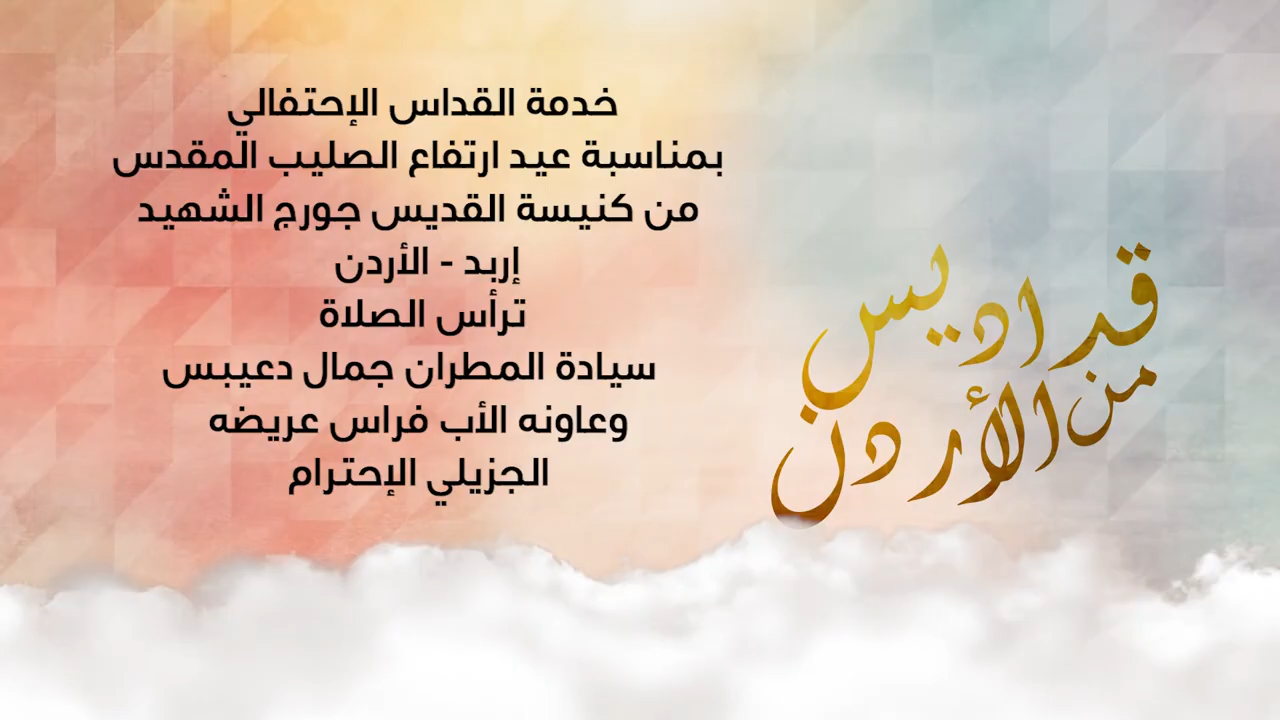 خدمة القداس الإحتفالي
بمناسبة عيد ارتفاع الصليب المقدس
من كنيسة القديس جورج الشهيد
إربد - الأردن
ترأس الصلاة
سيادة المطران جمال دعيبس
وعاونه الأب فراس عريضه
الجزيلي الإحترام
قداديس
من الأردن